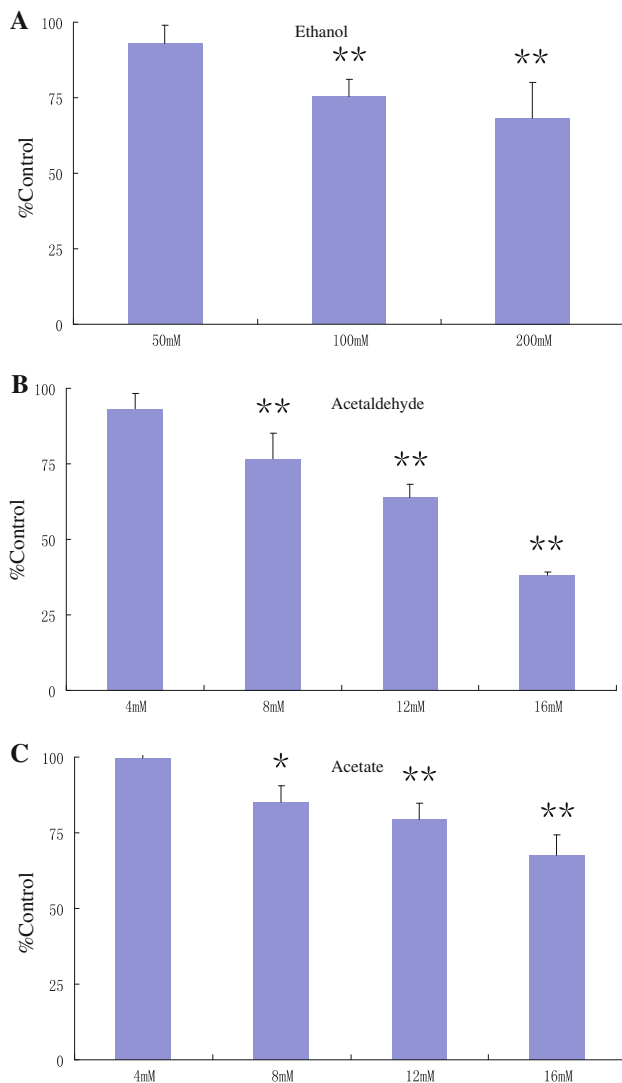 A
Ethanol
%Control
100
75
50
25
0
**
**
50mM 100mM 200mM
B
Acetaldehyde
%Control
100
75
50
25
0
**
**
**
4mM 8mM 12mM 16mM
C
Acetate
%Control
100
75
50
25
0
*
**
**
4mM 8mM 12mM 16mM